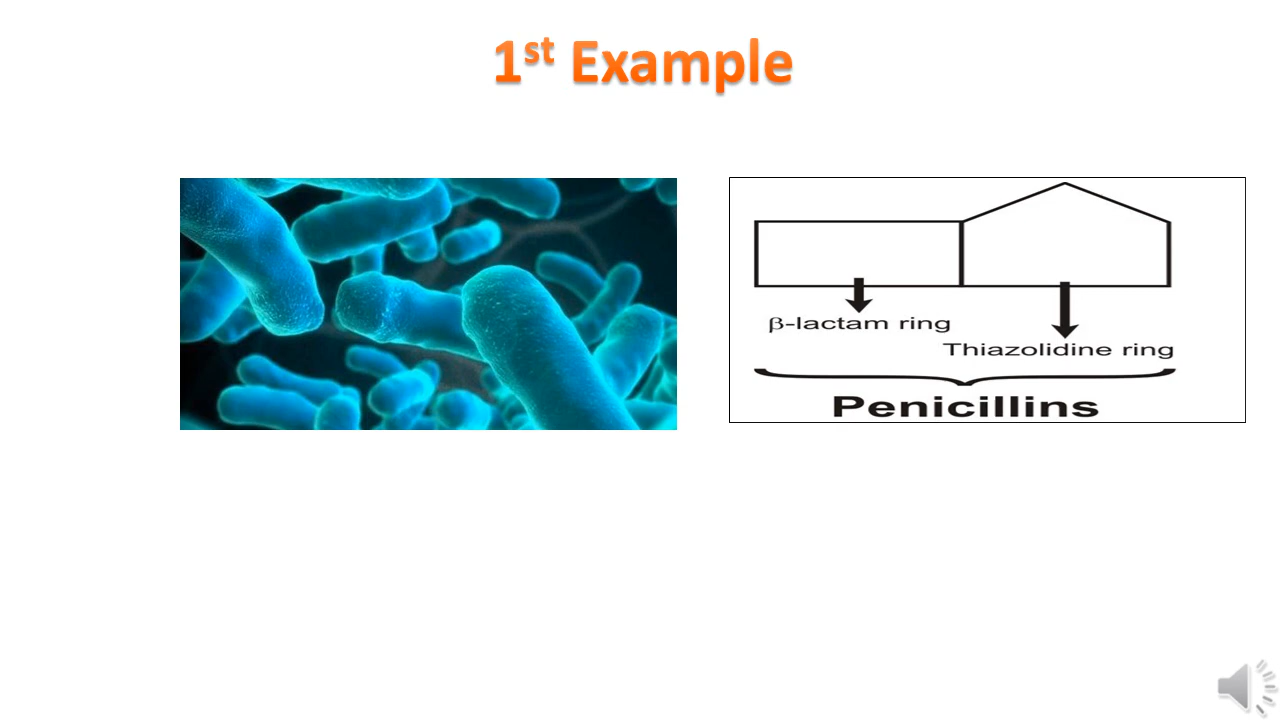 1st Example
β-lactam ring
Thiazolidine ring
Penicillins